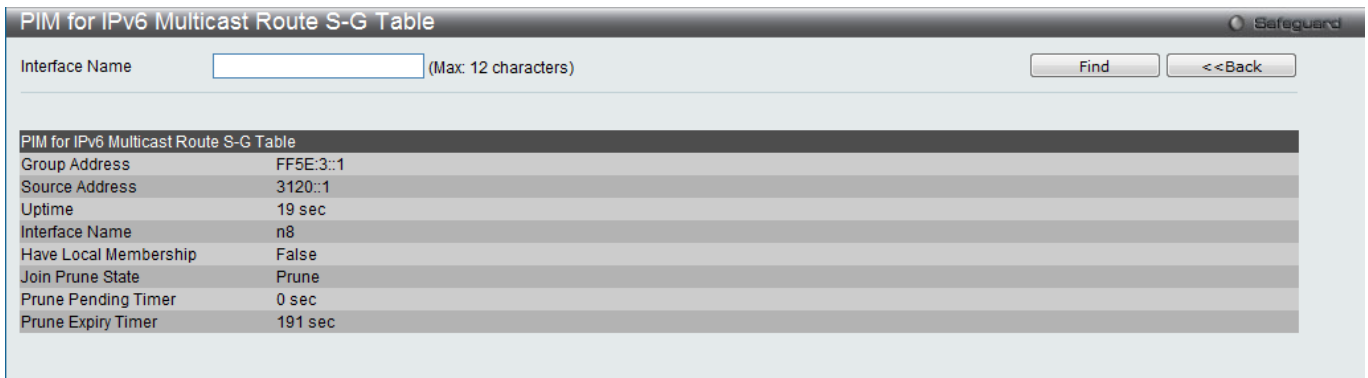 PIM for IPv6 Multicast Route S-G Table Safeguard
Interface Name (Max: 12 characters) Find <<Back
PIM for IPv6 Multicast Route S-G Table
Group Address FF5E:3::1
Source Address 3120::1
Uptime 19 sec
Interface Name n8
Have Local Membership False
Join Prune State Prune
Prune Pending Timer 0 sec
Prune Expiry Timer 191 sec